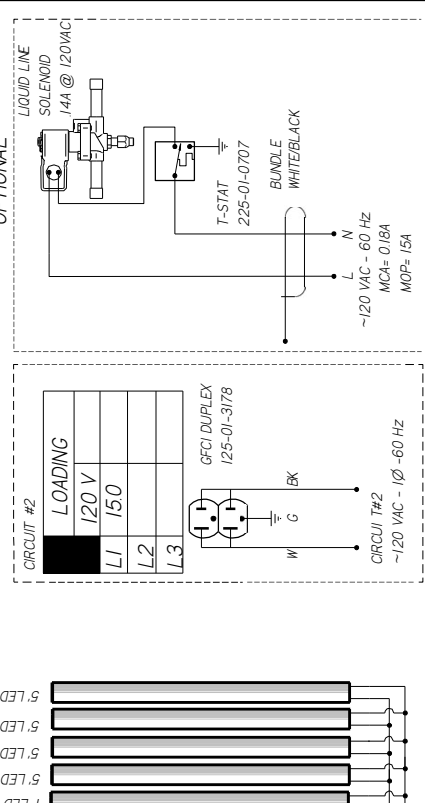 OPTIONAL
LIQUID LINE
SOLENOID
.14A @ 120VAC
T-STAT
225-01-0707
BUNDLE
WHITE/BLACK
L
N
~120 VAC - 60 Hz
MCA= 0.18A
MOP= 15A
CIRCUIT #2
LOADING
120 V
L1 15.0
L2
L3
GFCI DUPLEX
125-01-3178
W
G
BK
CIRCUI T#2
~120 VAC - 1Ø -60 Hz
5' LED
5' LED
5' LED
5' LED
LED